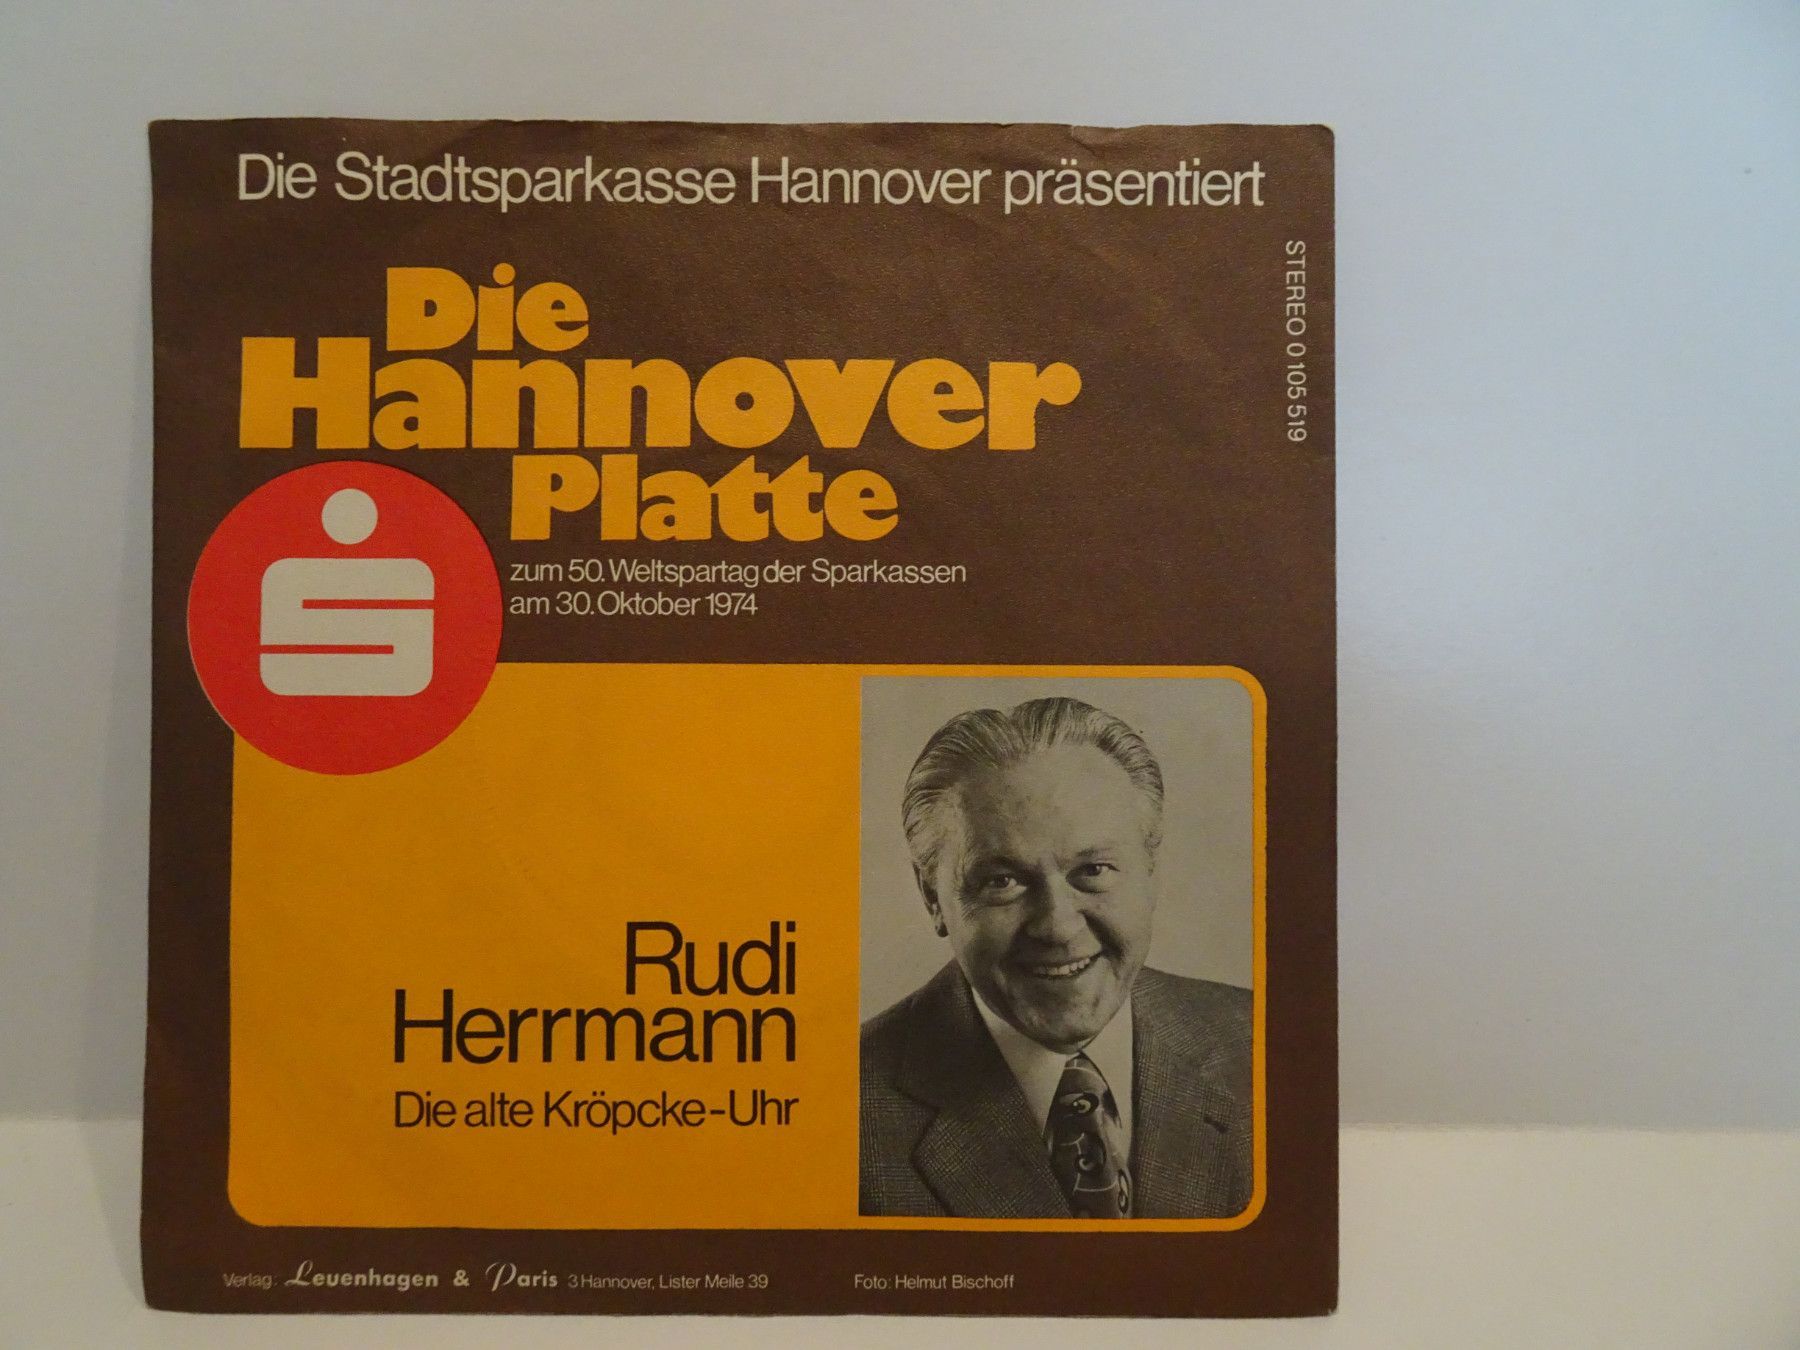 Die Stadtsparkasse Hannover präsentiert
STEREO 0 105 519
Die
Hannover
Platte
zum 50. Weltspartag der Sparkassen
am 30. Oktober 1974
Rudi
Herrmann
Die alte Kröpcke-Uhr
Verlag: Leuenhagen & Paris 3 Hannover, Lister Meile 39
Foto: Helmut Bischoff